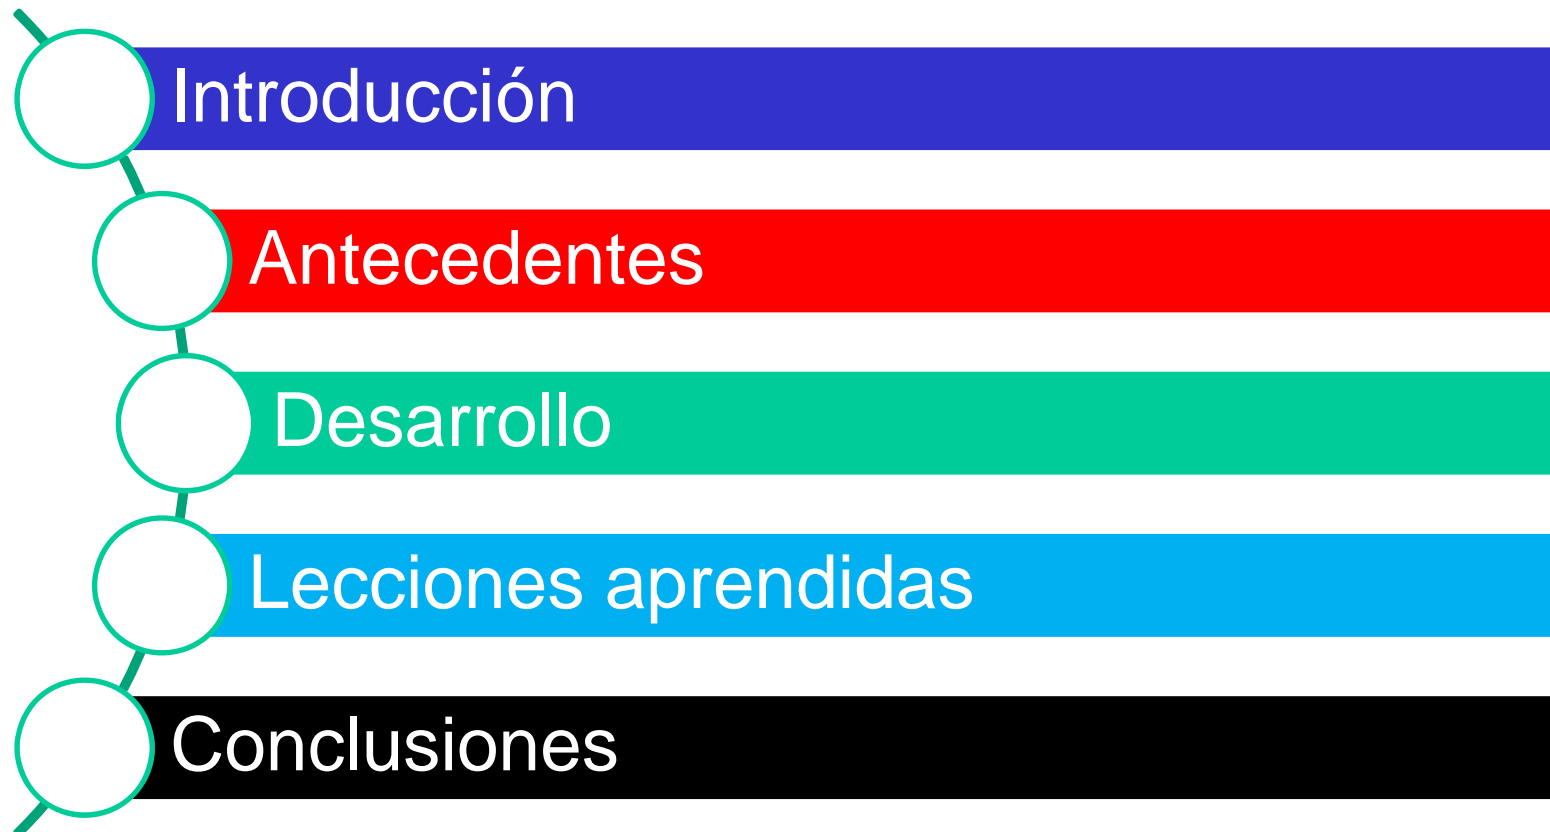 Introducción
Antecedentes
Desarrollo
Lecciones aprendidas
Conclusiones